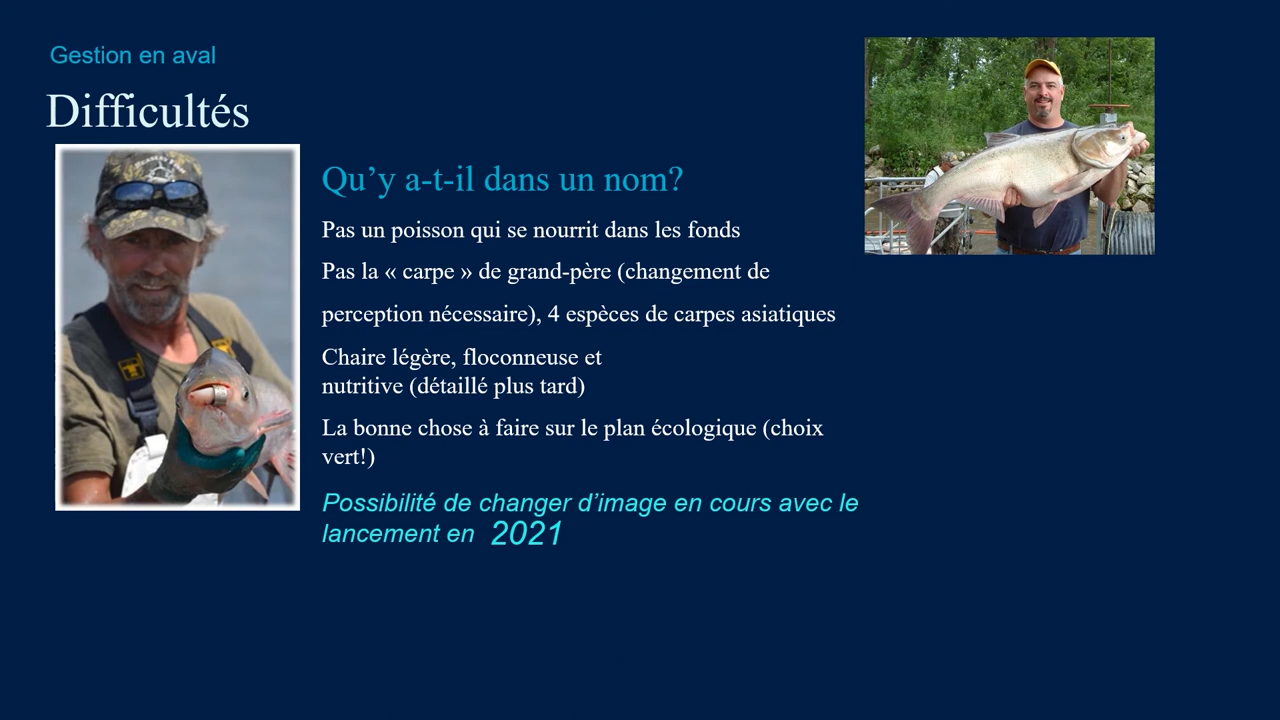 Gestion en aval
Difficultés
Qu’y a-t-il dans un nom?
Pas un poisson qui se nourrit dans les fonds
Pas la « carpe » de grand-père (changement de
perception nécessaire), 4 espèces de carpes asiatiques
Chaire légère, floconneuse et
nutritive (détaillé plus tard)
La bonne chose à faire sur le plan écologique (choix
vert!)
Possibilité de changer d’image en cours avec le
lancement en 2021